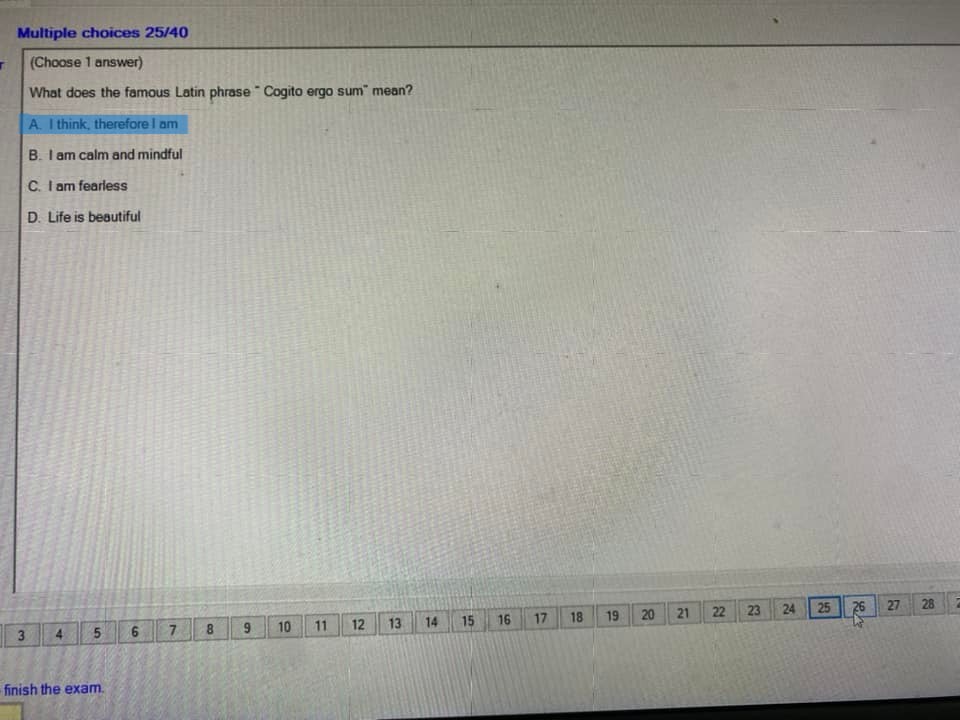 Multiple choices 25/40
(Choose 1 answer)
What does the famous Latin phrase " Cogito ergo sum" mean?
A. I think, therefore I am
B. I am calm and mindful
C. I am fearless
D. Life is beautiful
3 4 5 6 7 8 9 10 11 12 13 14 15 16 17 18 19 20 21 22 23 24 25 26 27 28
finish the exam.